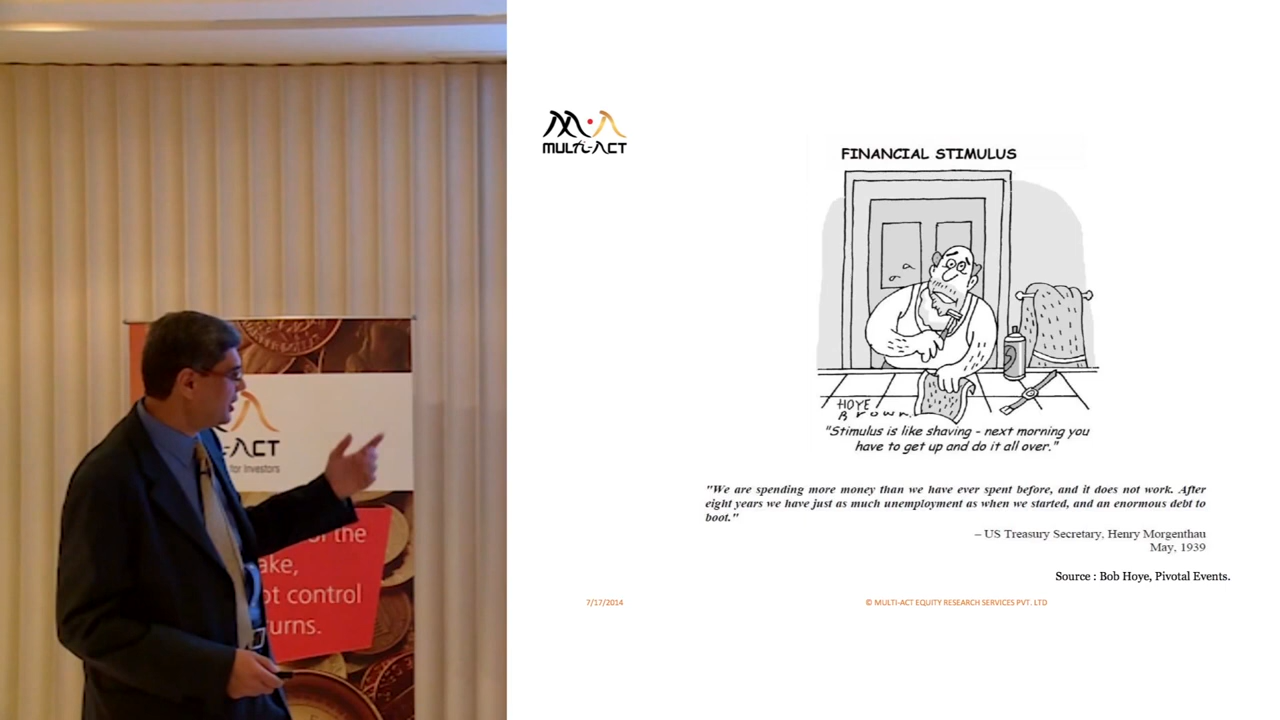 -ACT
for Investors
of the
ake,
ot control
urns.
MULTI-ACT
FINANCIAL STIMULUS
HOYE
BROWN
"Stimulus is like shaving - next morning you
have to get up and do it all over."
"We are spending more money than we have ever spent before, and it does not work. After
eight years we have just as much unemployment as when we started, and an enormous debt to
boot."
– US Treasury Secretary, Henry Morgenthau
May, 1939
Source : Bob Hoye, Pivotal Events.
7/17/2014
© MULTI-ACT EQUITY RESEARCH SERVICES PVT. LTD